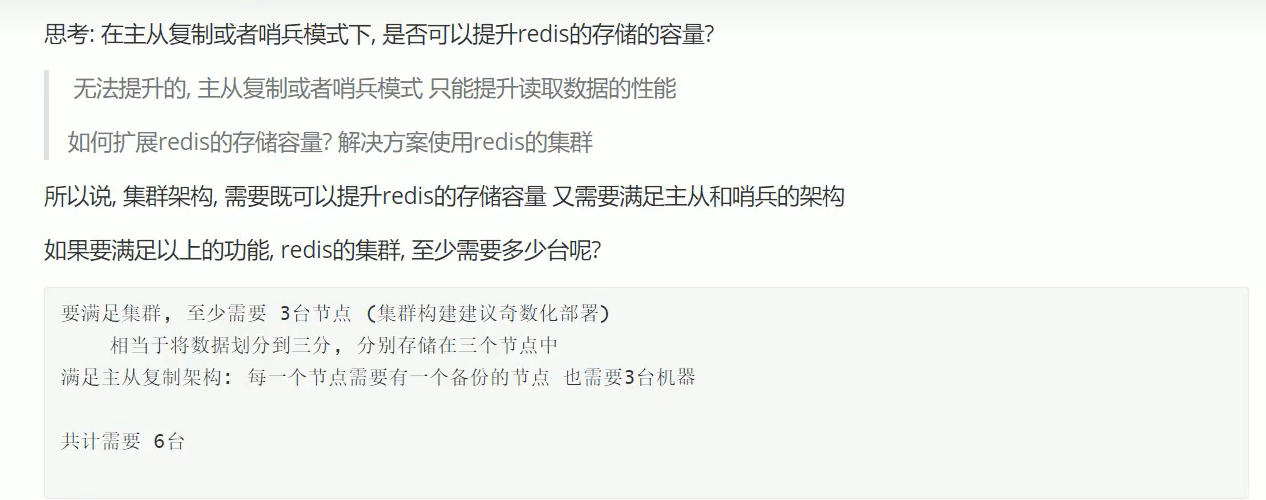 思考: 在主从复制或者哨兵模式下, 是否可以提升redis的存储的容量?
无法提升的, 主从复制或者哨兵模式 只能提升读取数据的性能
如何扩展redis的存储容量? 解决方案使用redis的集群
所以说, 集群架构, 需要既可以提升redis的存储容量 又需要满足主从和哨兵的架构
如果要满足以上的功能, redis的集群, 至少需要多少台呢?
要满足集群, 至少需要 3台节点 (集群构建建议奇数化部署)
相当于将数据划分到三分, 分别存储在三个节点中
满足主从复制架构: 每一个节点需要有一个备份的节点 也需要3台机器
共计需要 6台